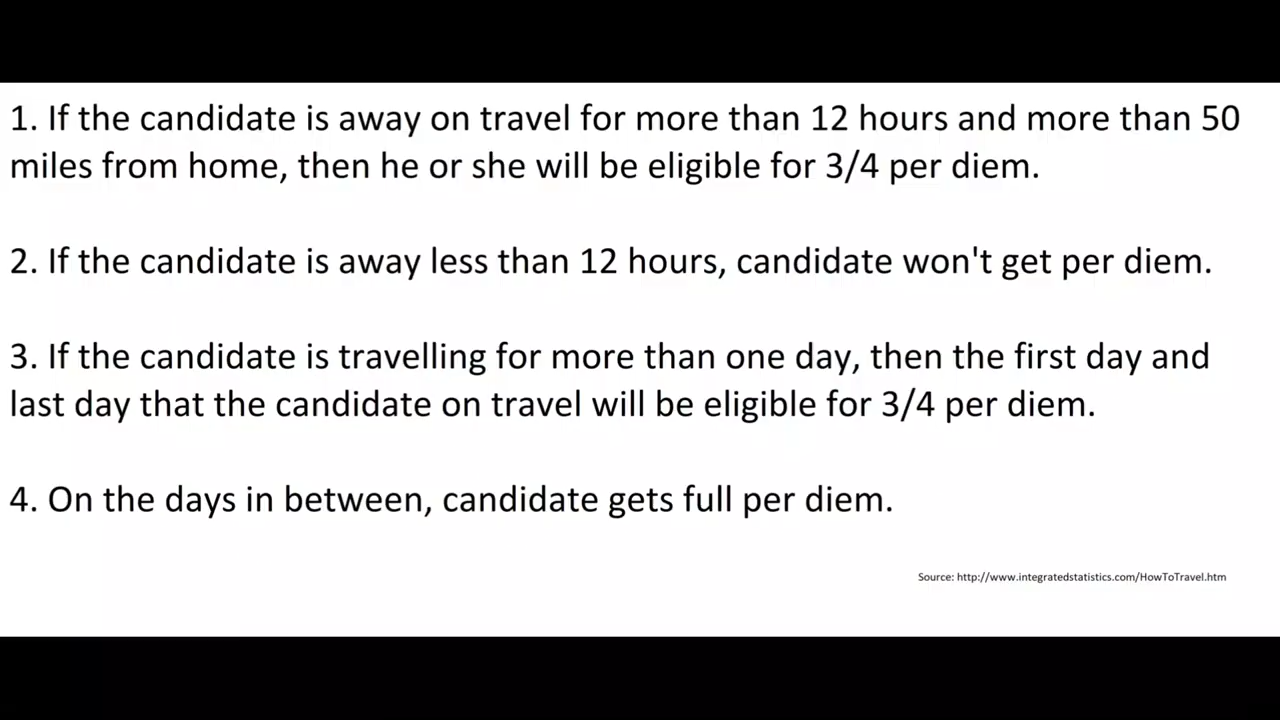 1. If the candidate is away on travel for more than 12 hours and more than 50
miles from home, then he or she will be eligible for 3/4 per diem.
2. If the candidate is away less than 12 hours, candidate won't get per diem.
3. If the candidate is travelling for more than one day, then the first day and
last day that the candidate on travel will be eligible for 3/4 per diem.
4. On the days in between, candidate gets full per diem.
Source: http://www.integratedstatistics.com/HowToTravel.htm